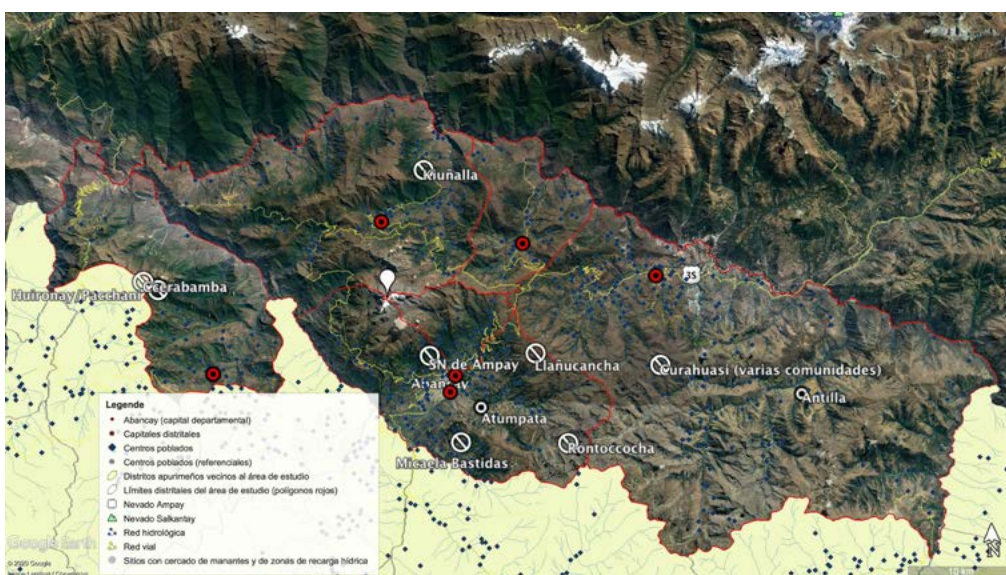 Kiuñalla
35
Huironay/Pacchani
Ccerabamba
SN de Ampay
Llañucancha
Curahuasi (varias comunidades)
Abancay
Antilla
Atumpata
Micaela Bastidas
Rontoccocha
Legende
Abancay (capital departamental)
Capitales distritales
Centros poblados
Centros poblados (referenciales)
Distritos apurimeños vecinos al área de estudio
Límites distritales del área de estudio (polígonos rojos)
Nevado Ampay
Nevado Salkantay
Red hidrológica
Red vial
Sitios con cercado de manantes y de zonas de recarga hídrica
Google Earth
© 2020 Google
N
10 km